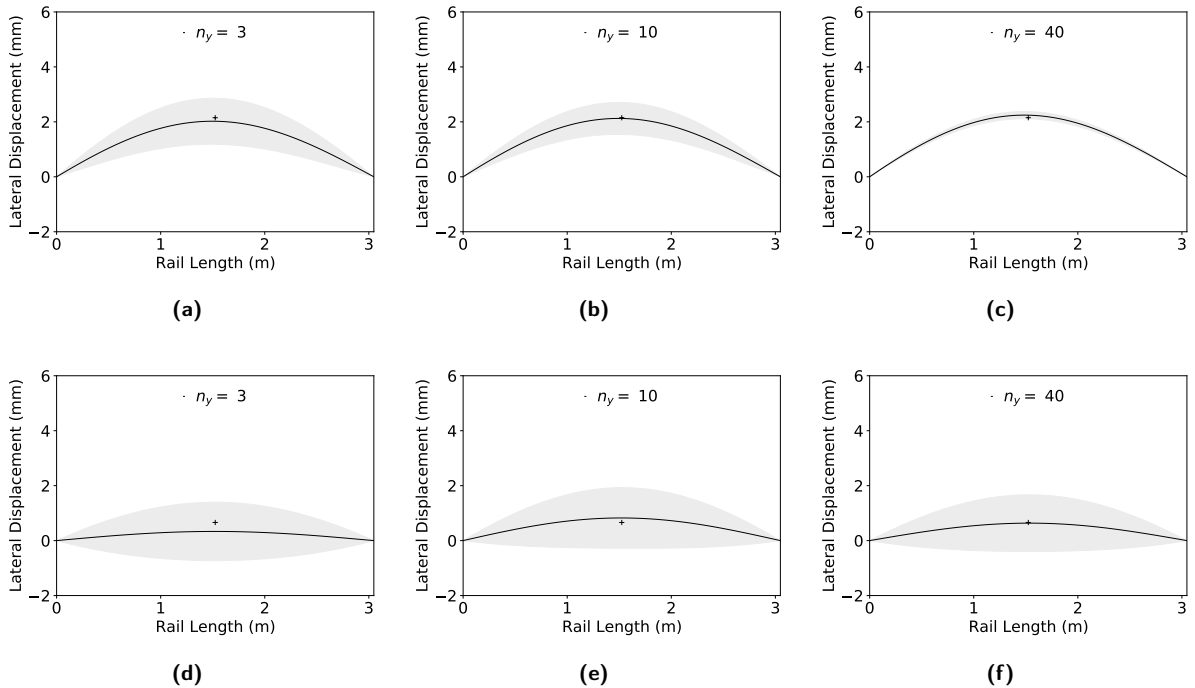 6
4
2
0
−2
Lateral Displacement (mm)
n_y = 3
0 1 2 3
Rail Length (m)
(a)
6
4
2
0
−2
Lateral Displacement (mm)
n_y = 10
0 1 2 3
Rail Length (m)
(b)
6
4
2
0
−2
Lateral Displacement (mm)
n_y = 40
0 1 2 3
Rail Length (m)
(c)
6
4
2
0
−2
Lateral Displacement (mm)
n_y = 3
0 1 2 3
Rail Length (m)
(d)
6
4
2
0
−2
Lateral Displacement (mm)
n_y = 10
0 1 2 3
Rail Length (m)
(e)
6
4
2
0
−2
Lateral Displacement (mm)
n_y = 40
0 1 2 3
Rail Length (m)
(f)